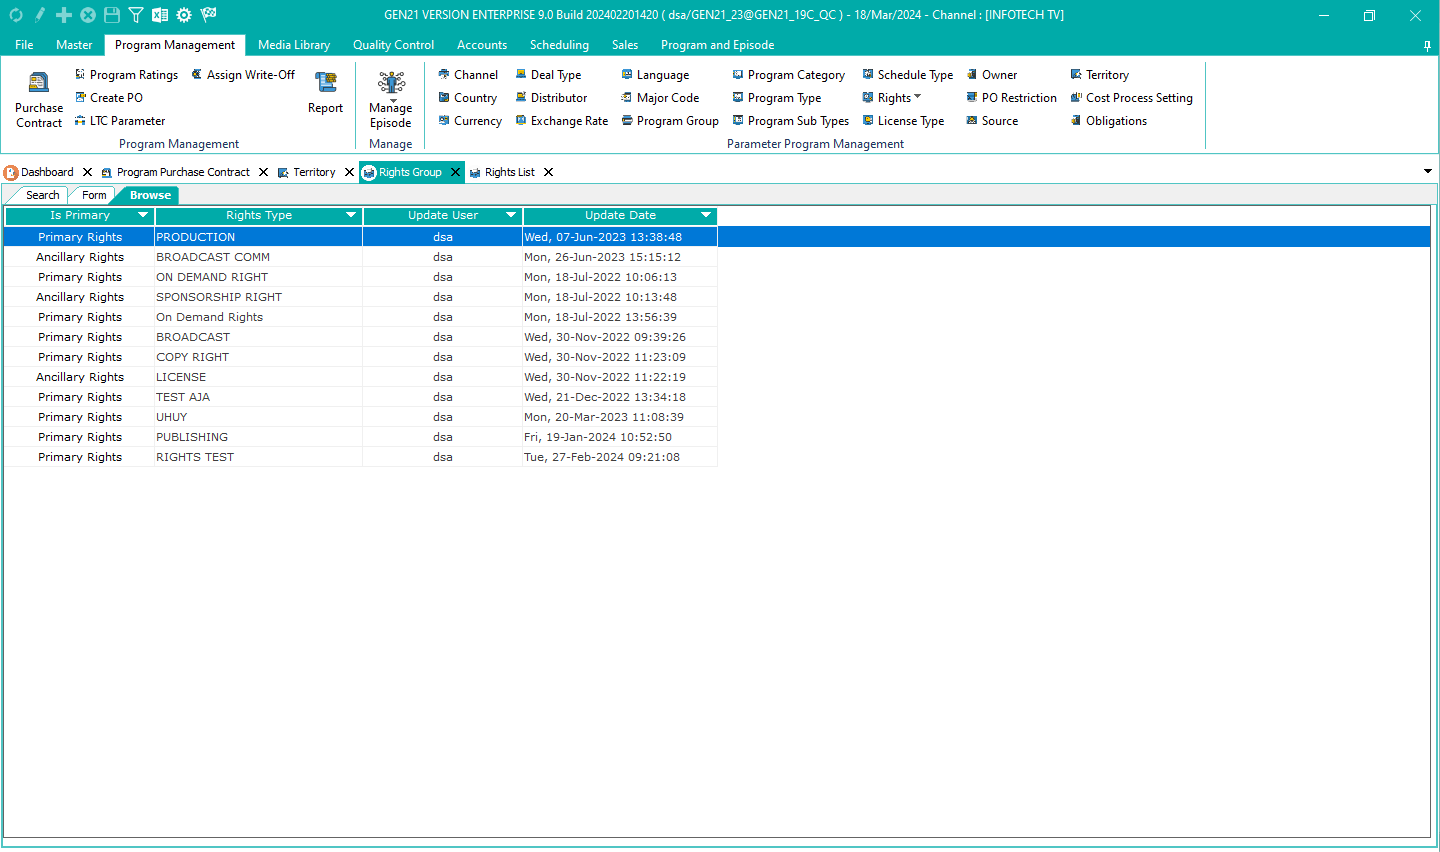 GEN21 VERSION ENTERPRISE 9.0 Build 202402201420 ( dsa/GEN21_23@GEN21_19C_QC ) - 18/Mar/2024 - Channel : [INFOTECH TV]
File Master Program Management Media Library Quality Control Accounts Scheduling Sales Program and Episode
Purchase Contract
Program Ratings Assign Write-Off
Create PO
LTC Parameter
Report
Program Management
Manage Episode
Manage
Channel Deal Type Language Program Category Schedule Type Owner Territory
Country Distributor Major Code Program Type Rights PO Restriction Cost Process Setting
Currency Exchange Rate Program Group Program Sub Types License Type Source Obligations
Parameter Program Management
Dashboard Program Purchase Contract Territory Rights Group Rights List
Search Form Browse
Is Primary Rights Type Update User Update Date
Primary Rights PRODUCTION dsa Wed, 07-Jun-2023 13:38:48
Ancillary Rights BROADCAST COMM dsa Mon, 26-Jun-2023 15:15:12
Primary Rights ON DEMAND RIGHT dsa Mon, 18-Jul-2022 10:06:13
Ancillary Rights SPONSORSHIP RIGHT dsa Mon, 18-Jul-2022 10:13:48
Primary Rights On Demand Rights dsa Mon, 18-Jul-2022 13:56:39
Primary Rights BROADCAST dsa Wed, 30-Nov-2022 09:39:26
Primary Rights COPY RIGHT dsa Wed, 30-Nov-2022 11:23:09
Ancillary Rights LICENSE dsa Wed, 30-Nov-2022 11:22:19
Primary Rights TEST AJA dsa Wed, 21-Dec-2022 13:34:18
Primary Rights UHUY dsa Mon, 20-Mar-2023 11:08:39
Primary Rights PUBLISHING dsa Fri, 19-Jan-2024 10:52:50
Primary Rights RIGHTS TEST dsa Tue, 27-Feb-2024 09:21:08